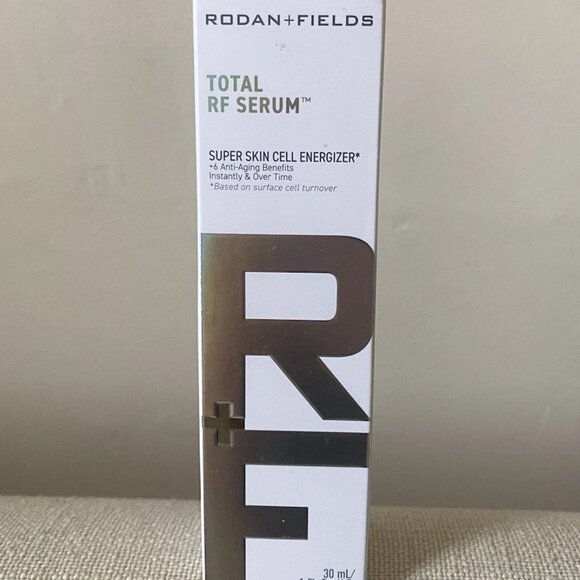 RODAN+FIELDS
TOTAL
RF SERUM™
SUPER SKIN CELL ENERGIZER*
+6 Anti-Aging Benefits
Instantly & Over Time
*Based on surface cell turnover
R
+
F
30 mL/